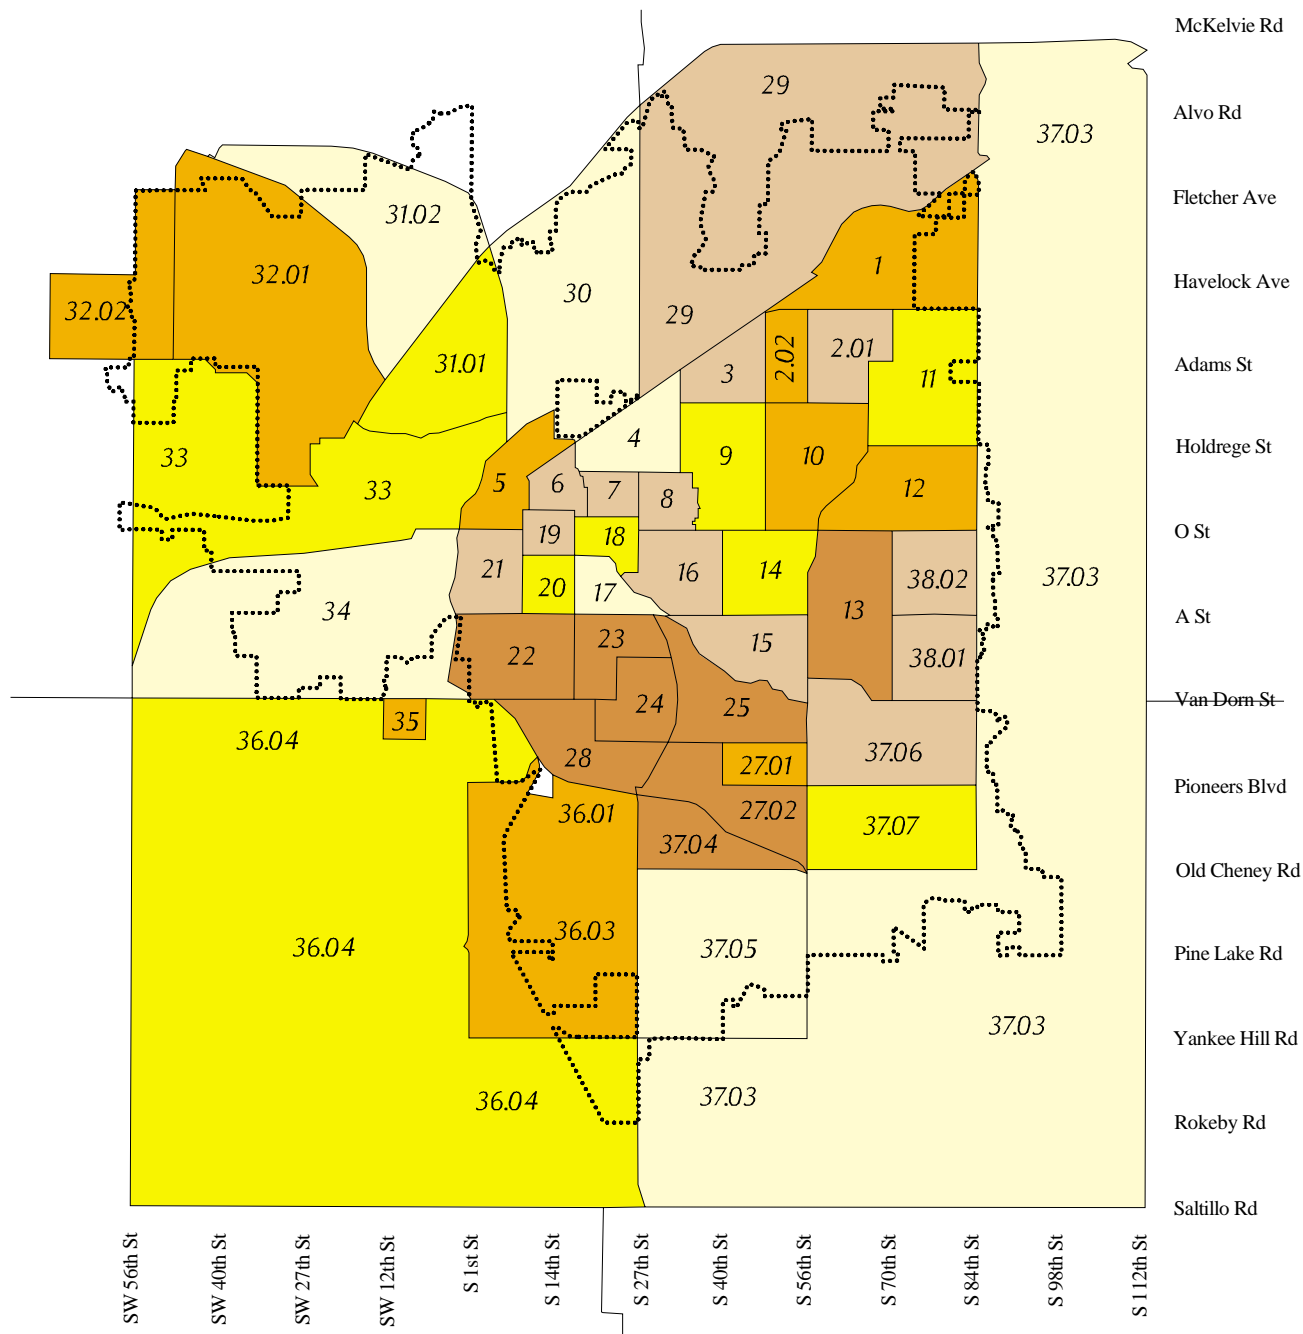 McKelvie Rd
29
Alvo Rd
37.03
Fletcher Ave
31.02
1
32.01
Havelock Ave
30
32.02
29
2.02
2.01
31.01
Adams St
3
11
4
Holdrege St
33
9
10
5
6
12
33
7
8
O St
19
18
21
16
14
38.02
37.03
20
17
34
13
A St
23
15
22
38.01
24
25
Van Dorn St
35
36.04
28
37.06
27.01
Pioneers Blvd
36.01
27.02
37.07
37.04
Old Cheney Rd
36.03
36.04
37.05
Pine Lake Rd
37.03
Yankee Hill Rd
36.04
37.03
Rokeby Rd
Saltillo Rd
SW 56th St
SW 40th St
SW 27th St
SW 12th St
S 1st St
S 14th St
S 27th St
S 40th St
S 56th St
S 70th St
S 84th St
S 98th St
S 112th St